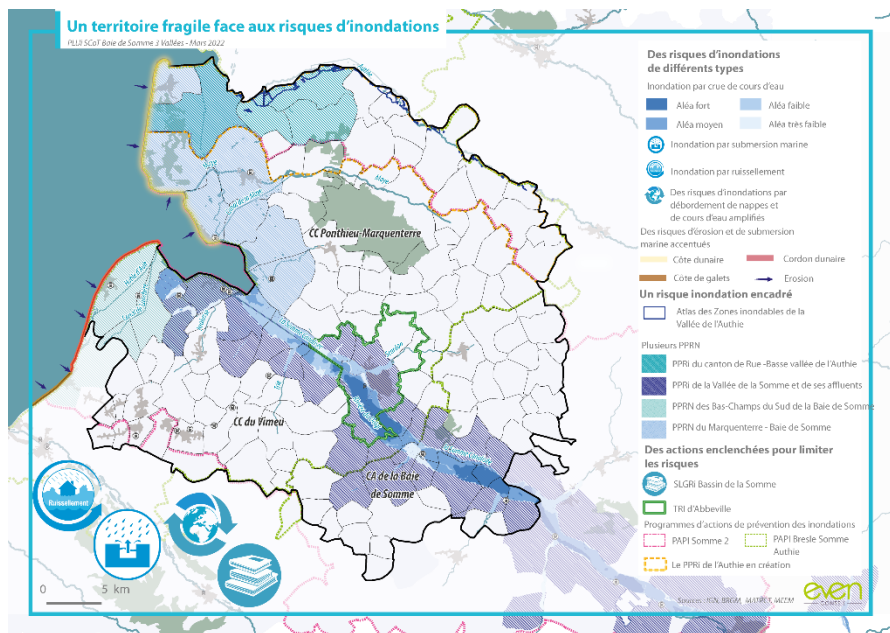 Un territoire fragile face aux risques d'inondations
PLUi SCoT Baie de Somme 3 Vallées - Mars 2022
Authie
Maye
CC Ponthieu-Marquenterre
CC du Vimeu
CA de la Baie
de Somme
Ruissellement
0 5 km
Des risques d'inondations
de différents types
Inondation par crue de cours d'eau
Aléa fort
Aléa faible
Aléa moyen
Aléa très faible
Inondation par submersion marine
Inondation par ruissellement
Des risques d'inondations par
débordement de nappes et
de cours d'eau amplifiés
Des risques d'érosion et de submersion
marine accentués
Côte dunaire
Cordon dunaire
Côte de galets
Erosion
Un risque inondation encadré
Atlas des Zones inondables de la
Vallée de l'Authie
Plusieurs PPRN
PPRi du canton de Rue -Basse vallée de l'Authie
PPRi de la Vallée de la Somme et de ses affluents
PPRN des Bas-Champs du Sud de la Baie de Somme
PPRN du Marquenterre - Baie de Somme
Des actions enclenchées pour limiter
les risques
SLGRi Bassin de la Somme
TRI d'Abbeville
Programmes d'actions de prévention des inondations
PAPI Somme 2
PAPI Bresle Somme
Authie
Le PPRi de l'Authie en création
even
CONSEIL